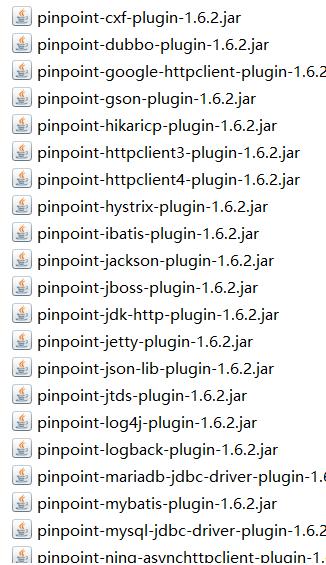 pinpoint-cxf-plugin-1.6.2.jar
pinpoint-dubbo-plugin-1.6.2.jar
pinpoint-google-httpclient-plugin-1.6.2
pinpoint-gson-plugin-1.6.2.jar
pinpoint-hikaricp-plugin-1.6.2.jar
pinpoint-httpclient3-plugin-1.6.2.jar
pinpoint-httpclient4-plugin-1.6.2.jar
pinpoint-hystrix-plugin-1.6.2.jar
pinpoint-ibatis-plugin-1.6.2.jar
pinpoint-jackson-plugin-1.6.2.jar
pinpoint-jboss-plugin-1.6.2.jar
pinpoint-jdk-http-plugin-1.6.2.jar
pinpoint-jetty-plugin-1.6.2.jar
pinpoint-json-lib-plugin-1.6.2.jar
pinpoint-jtds-plugin-1.6.2.jar
pinpoint-log4j-plugin-1.6.2.jar
pinpoint-logback-plugin-1.6.2.jar
pinpoint-mariadb-jdbc-driver-plugin-1.6
pinpoint-mybatis-plugin-1.6.2.jar
pinpoint-mysql-jdbc-driver-plugin-1.6.2
pinpoint-ning-asynchttpclient-plugin-1.